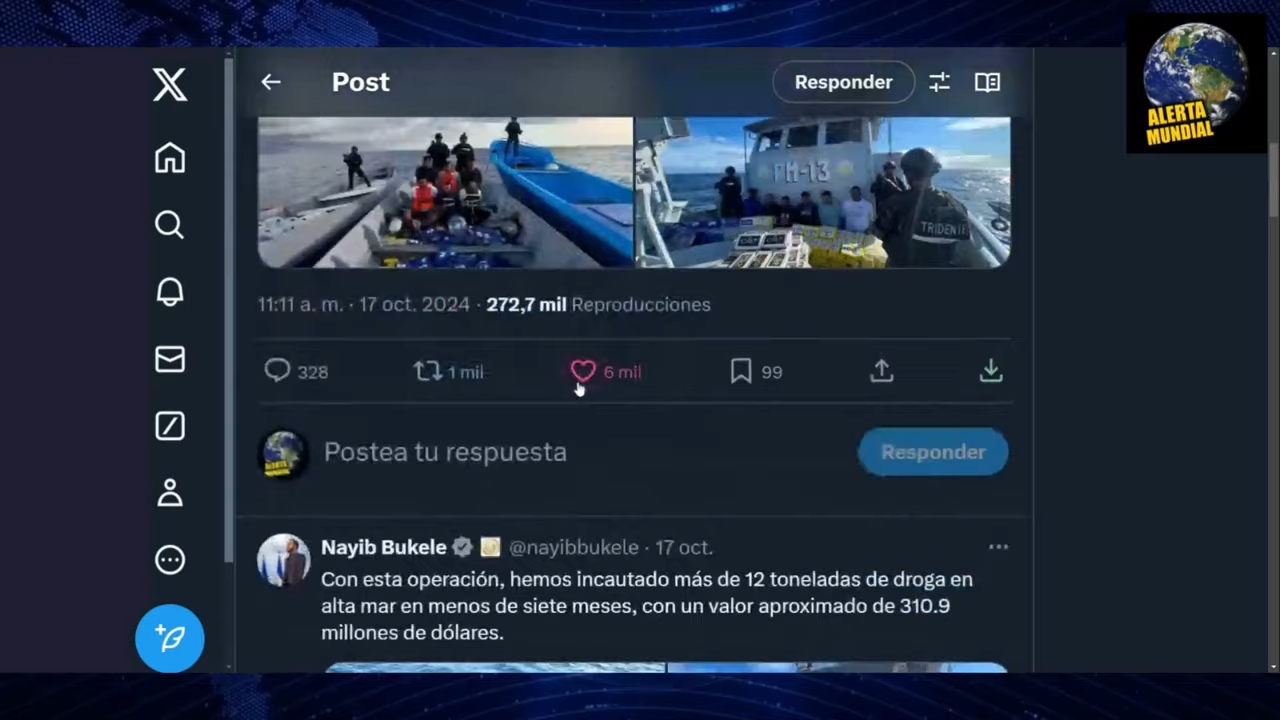 Post
Responder
ALERTA
MUNDIAL
PM-13
TRIDENTE
11:11 a. m. · 17 oct. 2024 · 272,7 mil Reproducciones
328
1 mil
6 mil
99
Postea tu respuesta
Responder
Nayib Bukele @nayibbukele · 17 oct.
Con esta operación, hemos incautado más de 12 toneladas de droga en
alta mar en menos de siete meses, con un valor aproximado de 310.9
millones de dólares.